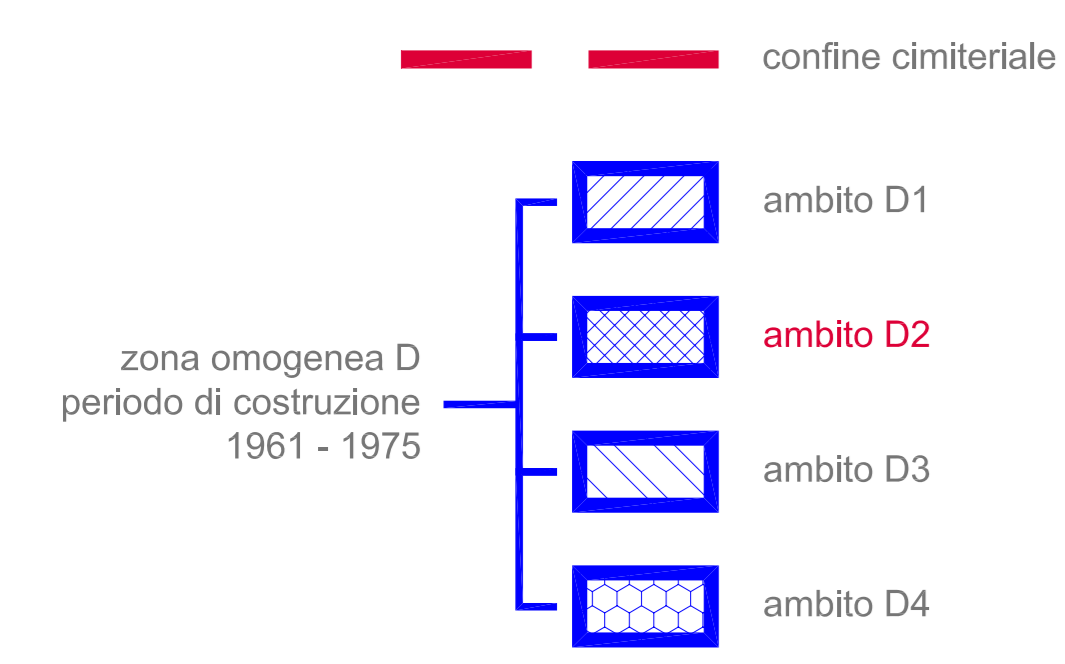 confine cimiteriale
ambito D1
ambito D2
zona omogenea D
periodo di costruzione
1961 - 1975
ambito D3
ambito D4